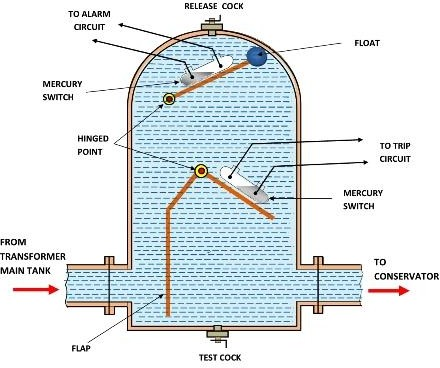 RELEASE COCK
TO ALARM
CIRCUIT
FLOAT
MERCURY
SWITCH
HINGED
POINT
TO TRIP
CIRCUIT
MERCURY
SWITCH
FROM
TRANSFORMER
MAIN TANK
TO
CONSERVATOR
FLAP
TEST COCK